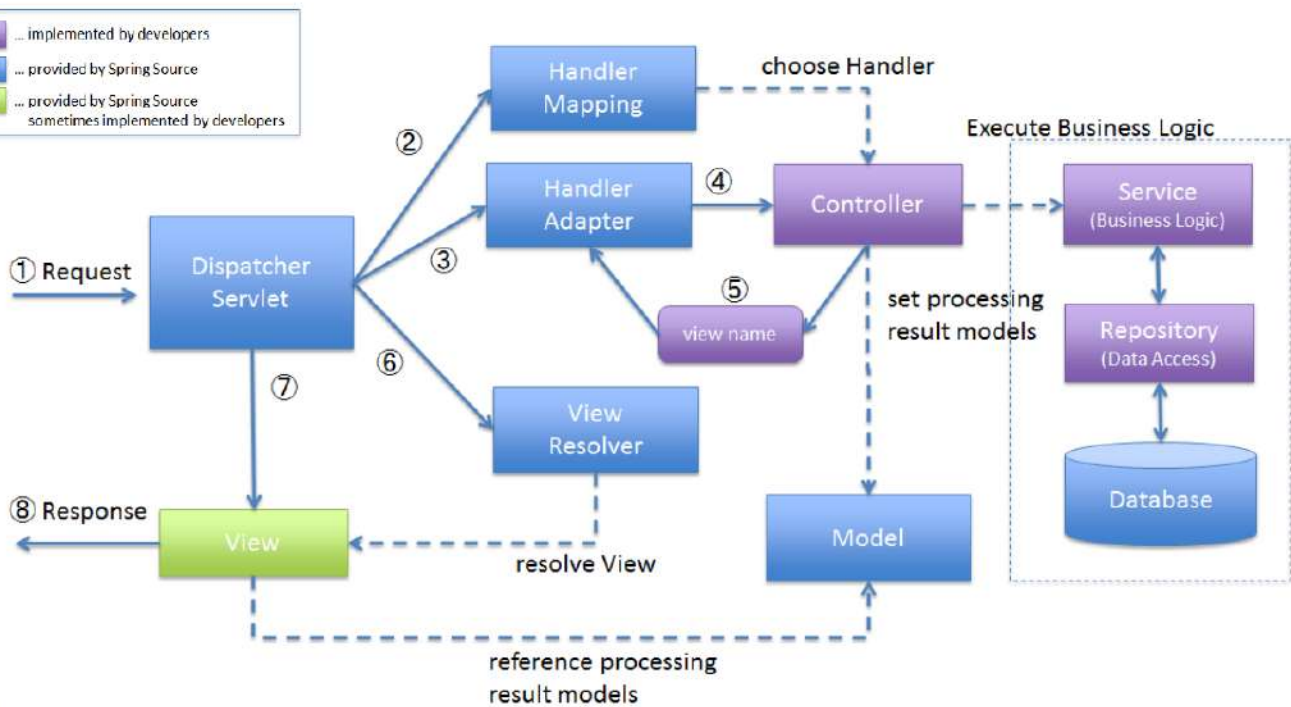 ... implemented by developers
... provided by Spring Source
... provided by Spring Source
sometimes implemented by developers
Handler
Mapping
choose Handler
Execute Business Logic
②
Handler
Adapter
④
Controller
Service
(Business Logic)
① Request
Dispatcher
Servlet
③
⑤
view name
set processing
result models
Repository
(Data Access)
⑥
⑦
View
Resolver
⑧ Response
View
resolve View
Model
Database
reference processing
result models